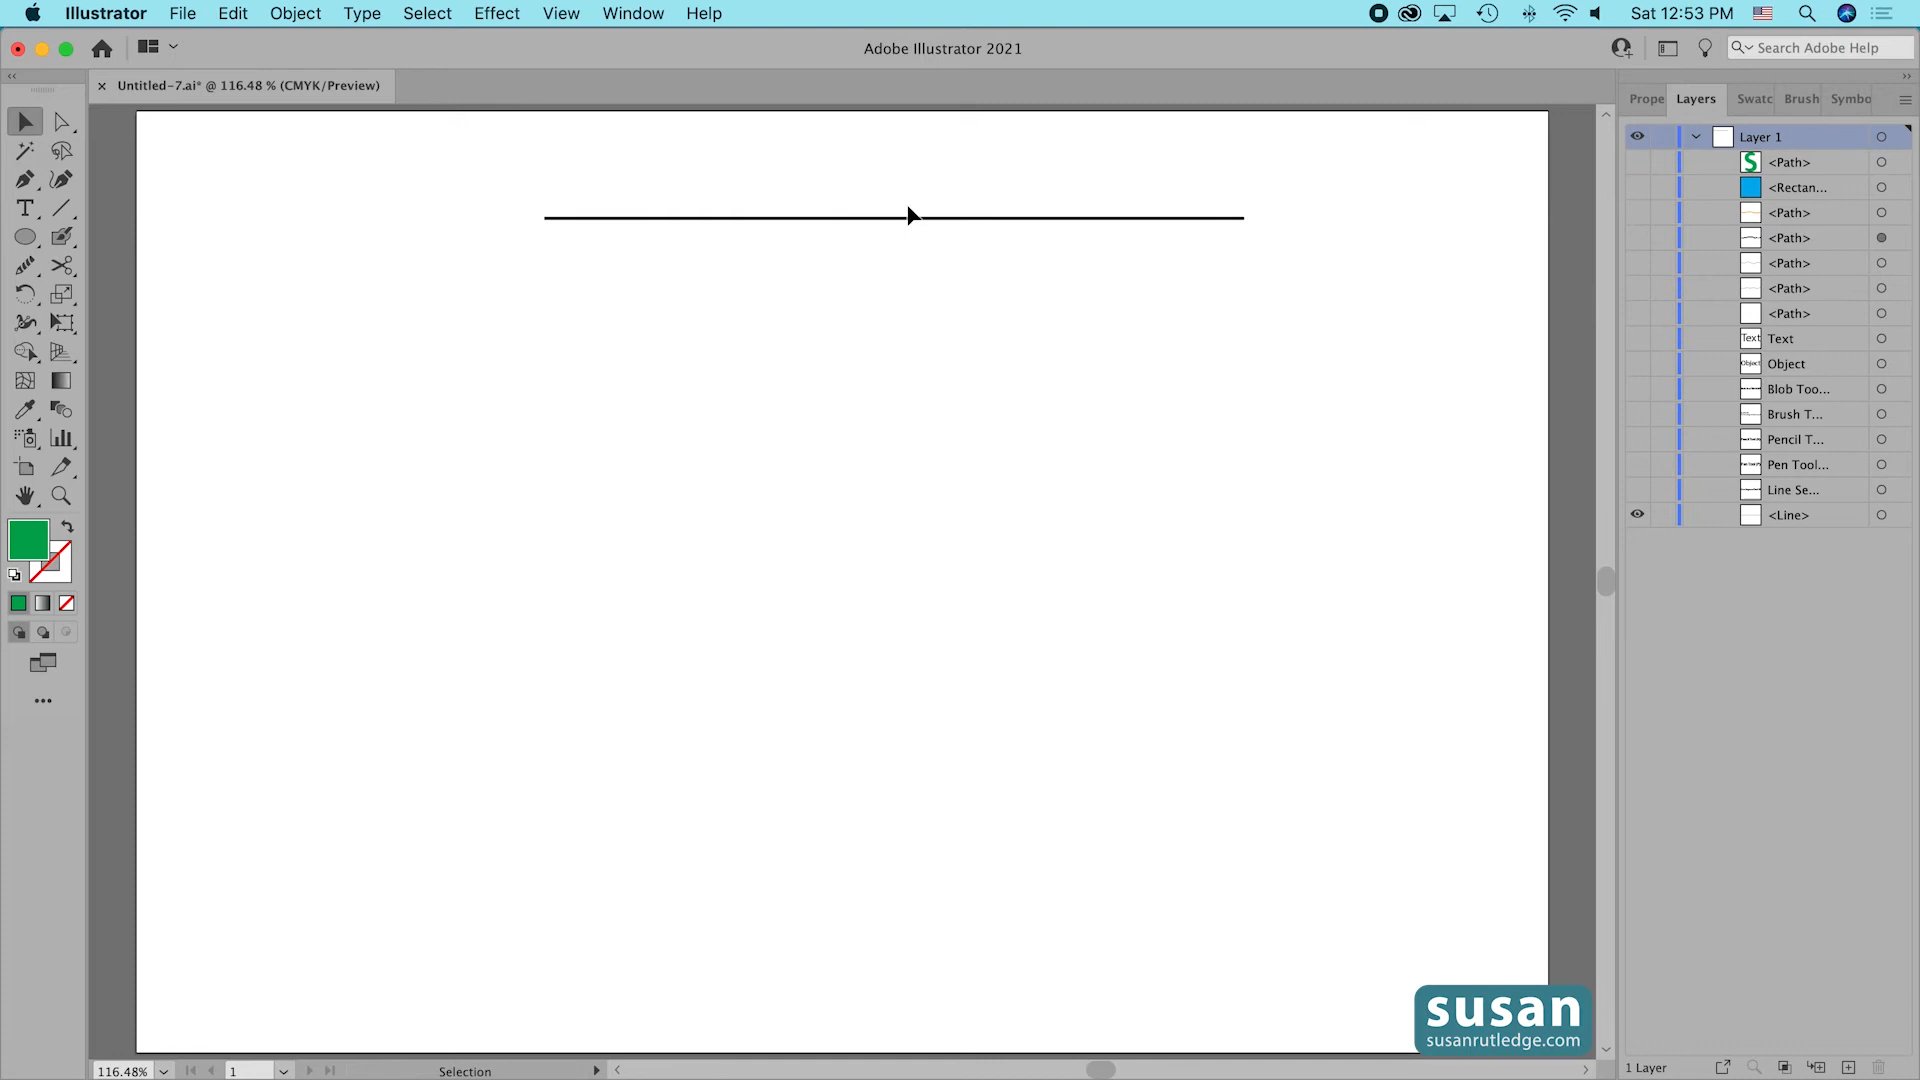 Illustrator File Edit Object Type Select Effect View Window Help Sat 12:53 PM
Adobe Illustrator 2021
Search Adobe Help
Untitled-7.ai* @ 116.48 % (CMYK/Preview)
Prope Layers Swatc Brush Symbo
Layer 1
S <Path>
<Rectan...
<Path>
<Path>
<Path>
<Path>
<Path>
Text Text
Object Object
Blob Too...
Brush T...
Pencil T...
Pen Tool...
Line Se...
<Line>
susan
susanrutledge.com
116.48% 1 Selection
1 Layer